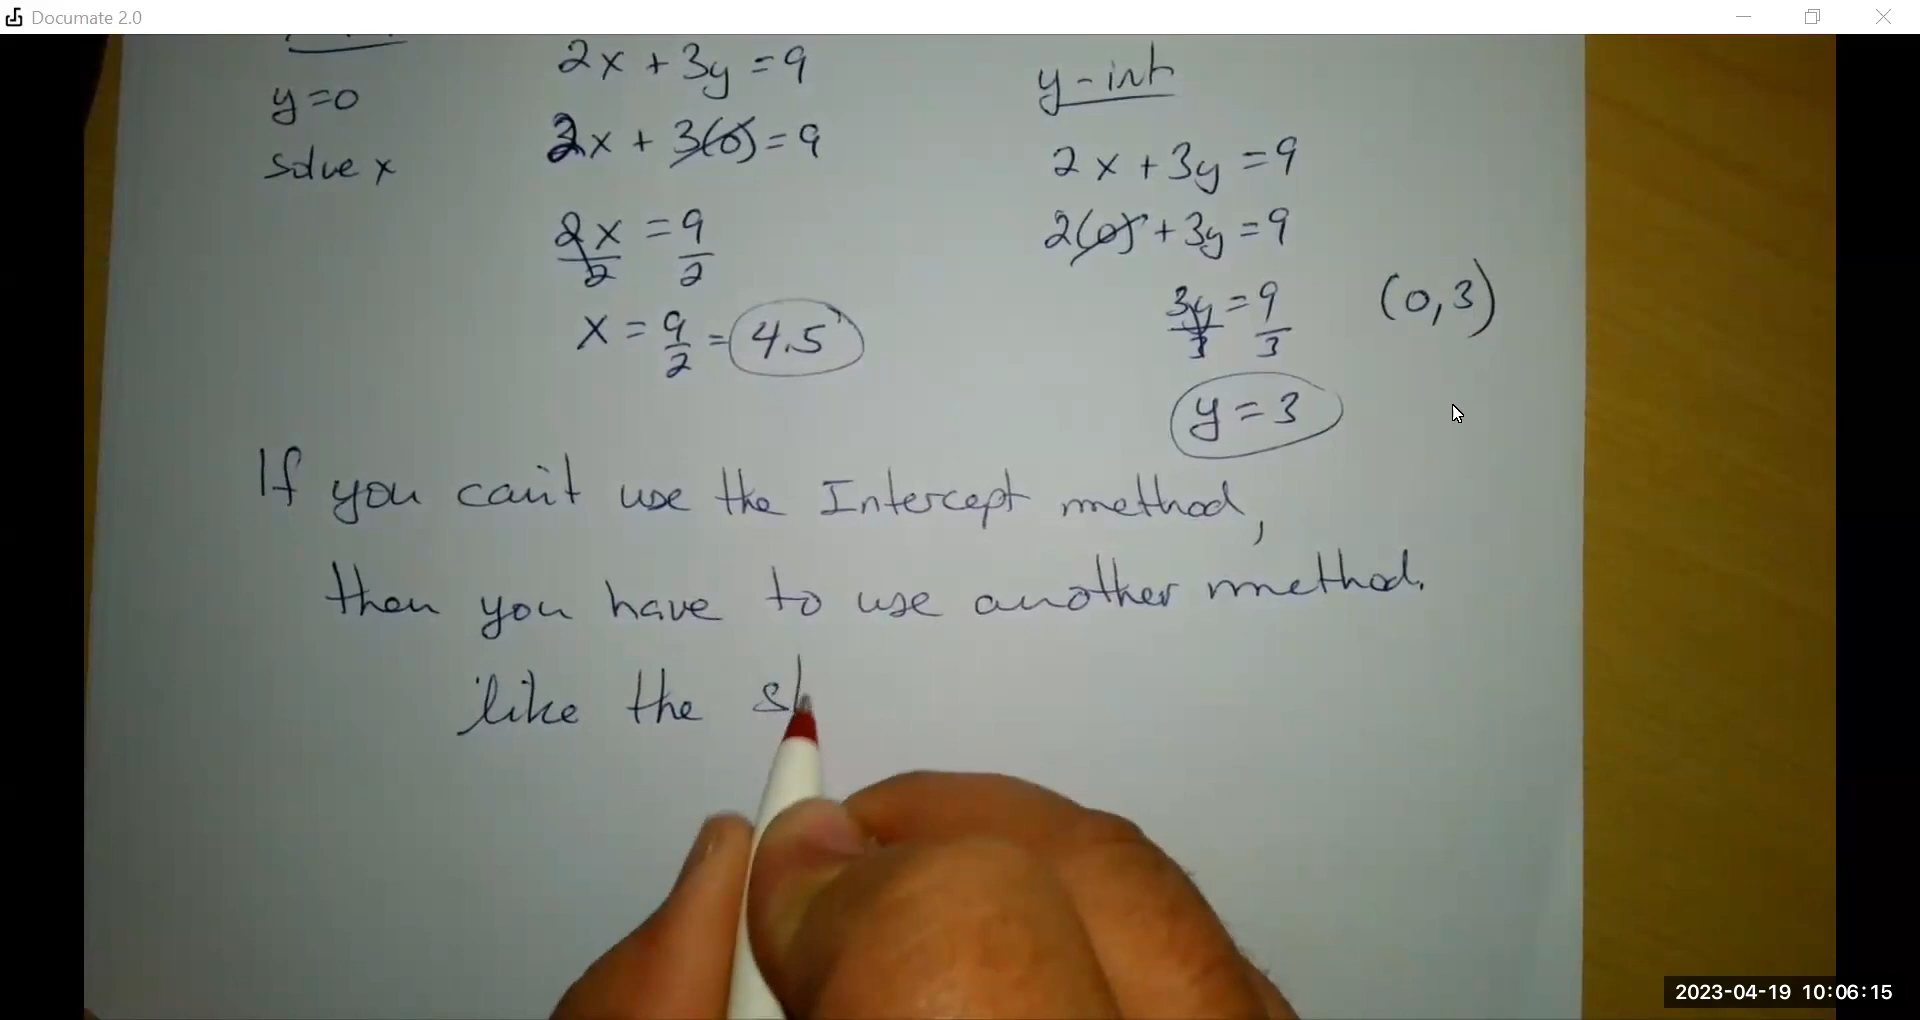 Documate 2.0
y=0
solve x
2x + 3y = 9
2x + 3(0) = 9
2x/2 = 9/2
x = 9/2 = 4.5
y-int
2x + 3y = 9
2(0) + 3y = 9
3y/3 = 9/3
(0,3)
y = 3
If you can't use the Intercept method,
then you have to use another method.
like the sl
2023-04-19 10:06:15